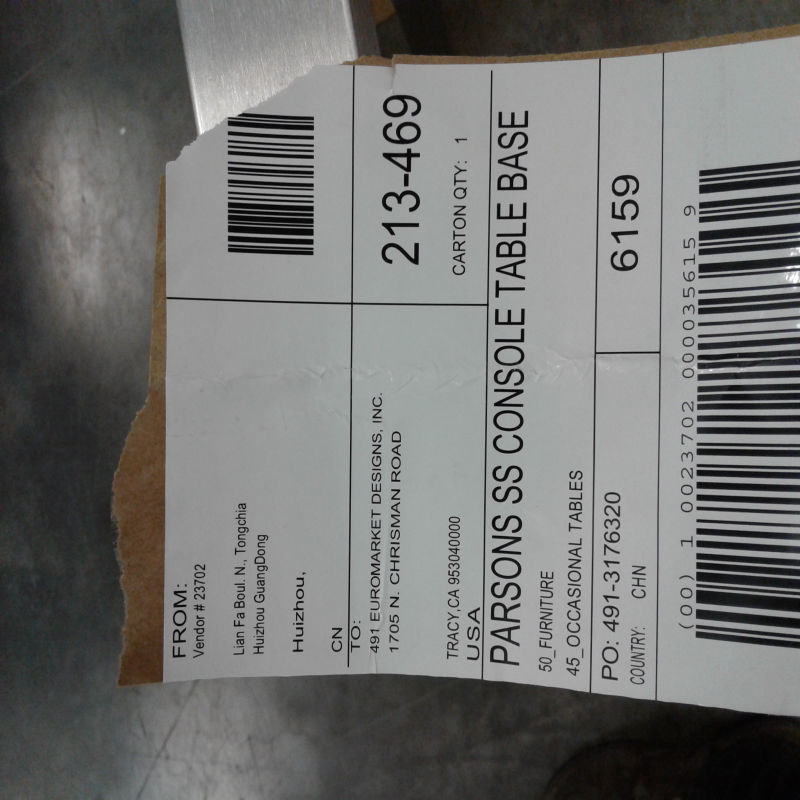 FROM:
Vendor # 23702
Lian Fa Boul. N., Tongchia
Huizhou GuangDong
Huizhou,
CN
TO:
491 EUROMARKET DESIGNS, INC.
1705 N. CHRISMAN ROAD
TRACY,CA 953040000
USA
213-469
CARTON QTY: 1
PARSONS SS CONSOLE TABLE BASE
50_FURNITURE
45_OCCASIONAL TABLES
PO: 491-3176320
COUNTRY: CHN
6159
(00) 1 0023702 000035615 9